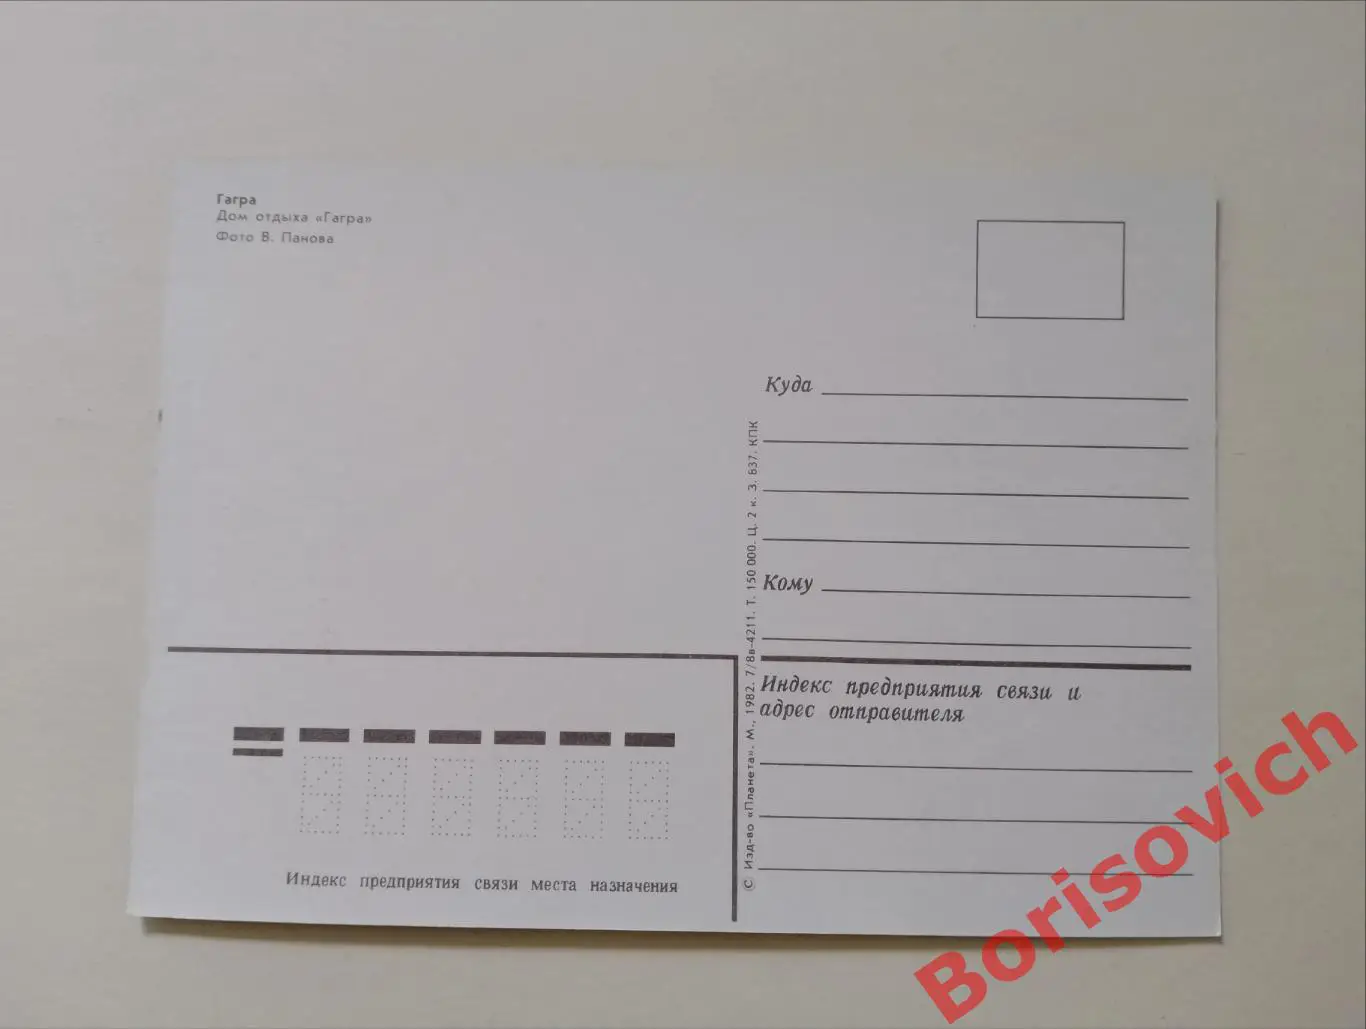 Гагра
Дом отдыха «Гагра»
Фото В. Панова
Куда
Кому
Индекс предприятия связи и
адрес отправителя
© Изд-во «Планета». М., 1982. 7/8в-4211. Т. 150 000. Ц. 2 к. З. 637. КПК
Индекс предприятия связи места назначения
Borisovich